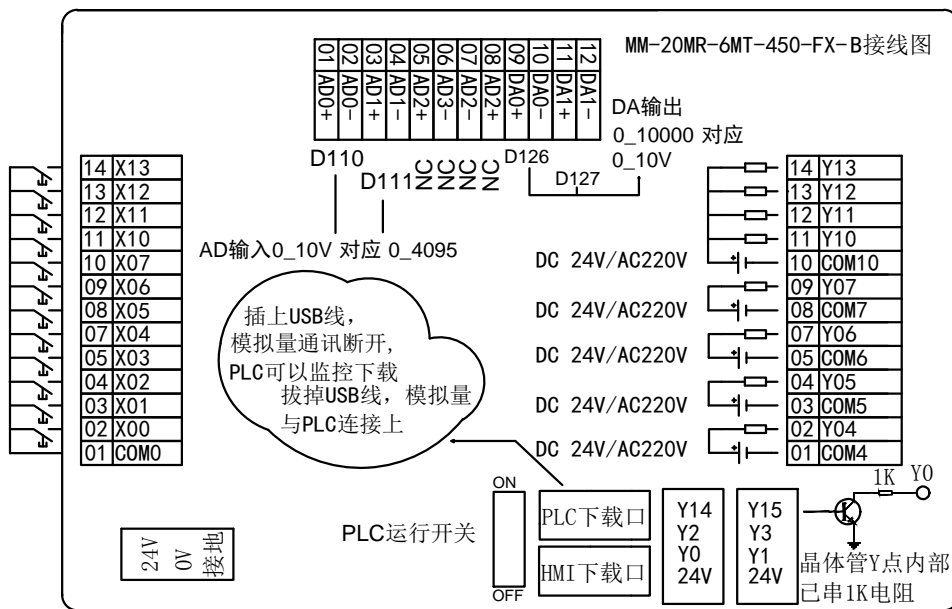 MM-20MR-6MT-450-FX-B接线图
01 AD0+
02 AD0-
03 AD1+
04 AD1-
05 AD2+
06 AD3-
07 AD2-
08 AD2+
09 DA0+
10 DA0-
11 DA1+
12 DA1-
DA输出
0_10000 对应
0_10V
D110
D111
NC
NC
NC
NC
D126
D127
AD输入0_10V 对应 0_4095
14 X13
13 X12
12 X11
11 X10
10 X07
09 X06
08 X05
07 X04
05 X03
04 X02
03 X01
02 X00
01 COM0
插上USB线，
模拟量通讯断开,
PLC可以监控下载
拔掉USB线，模拟量
与PLC连接上
DC 24V/AC220V
DC 24V/AC220V
DC 24V/AC220V
DC 24V/AC220V
DC 24V/AC220V
14 Y13
13 Y12
12 Y11
11 Y10
10 COM10
09 Y07
08 COM7
07 Y06
05 COM6
04 Y05
03 COM5
02 Y04
01 COM4
24V
0V
接地
PLC运行开关
ON
OFF
PLC下载口
HMI下载口
Y14
Y2
Y0
24V
Y15
Y3
Y1
24V
1K
Y0
晶体管Y点内部
已串1K电阻